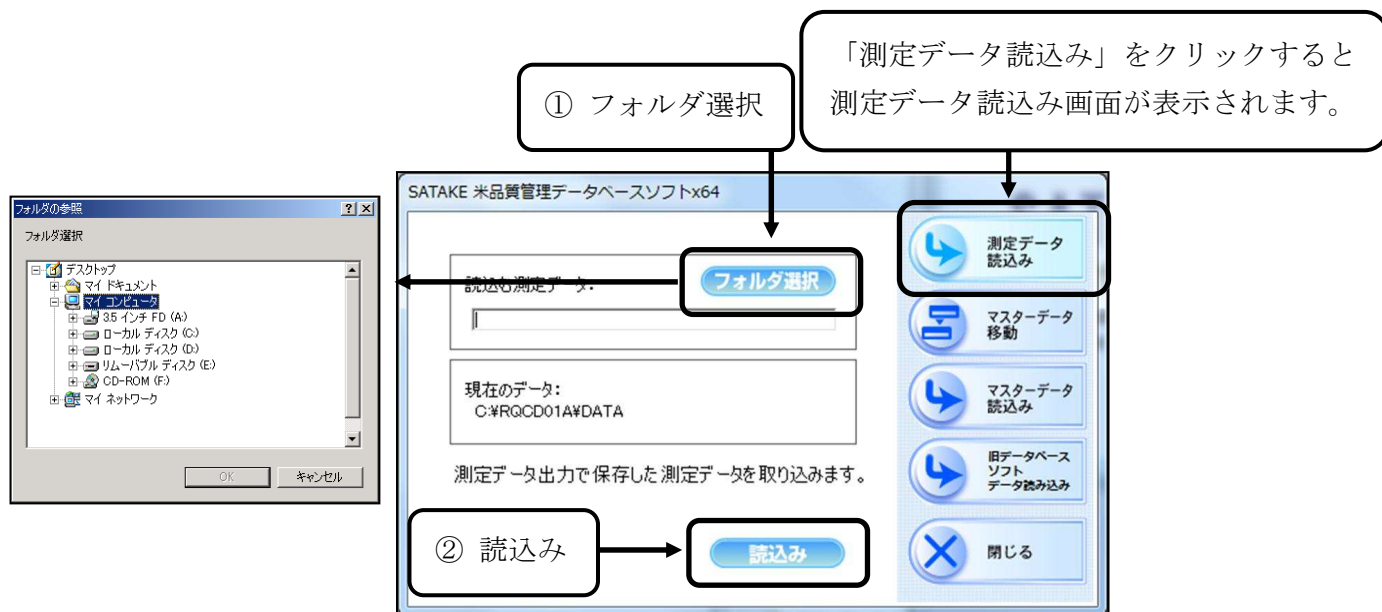 「測定データ読込み」をクリックすると
測定データ読込み画面が表示されます。
① フォルダ選択
SATAKE 米品質管理データベースソフトx64
読込む測定データ:
フォルダ選択
現在のデータ:
C:¥RQCD01A¥DATA
測定データ出力で保存した測定データを取り込みます。
② 読込み
読込み
測定データ
読込み
マスターデータ
移動
マスターデータ
読込み
旧データベース
ソフト
データ読み込み
閉じる
フォルダの参照
フォルダ選択
デスクトップ
マイ ドキュメント
マイ コンピュータ
3.5 インチ FD (A:)
ローカル ディスク (C:)
ローカル ディスク (D:)
リムーバブル ディスク (E:)
CD-ROM (F:)
マイ ネットワーク
OK
キャンセル